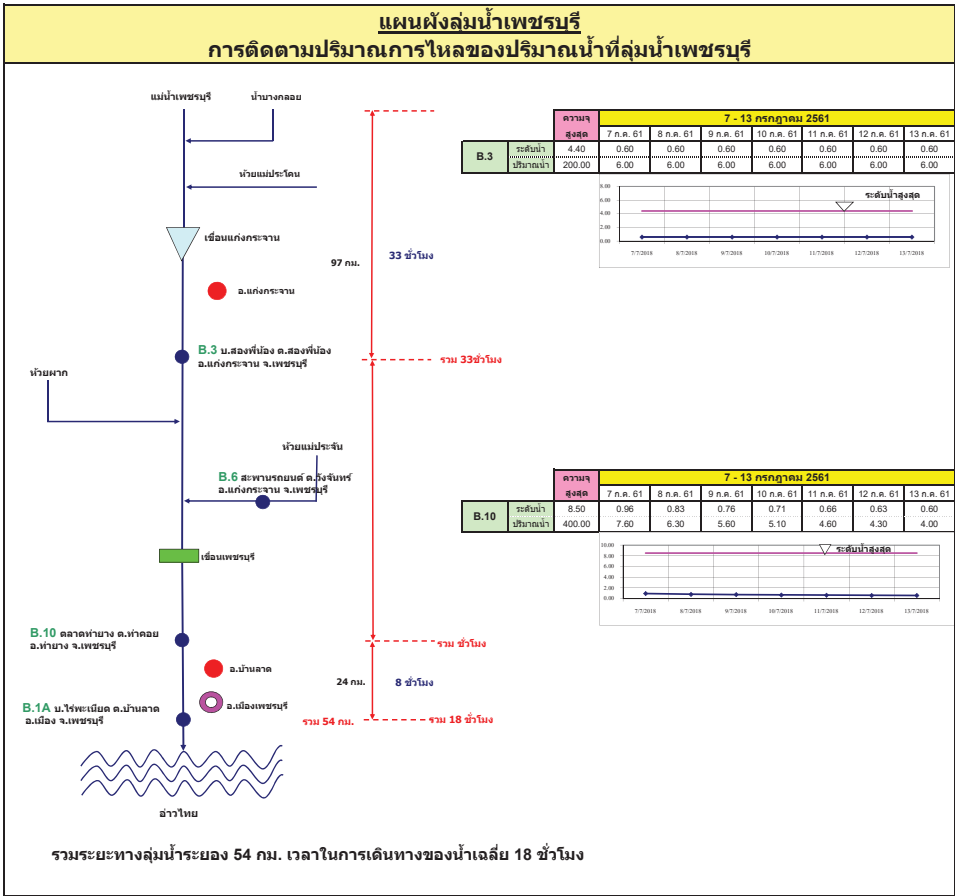 แผนผังลุ่มน้ำเพชรบุรี
การติดตามปริมาณการไหลของปริมาณน้ำที่ลุ่มน้ำเพชรบุรี
แม่น้ำเพชรบุรี
น้ำบางกลอย
ห้วยแม่ประโดน
เขื่อนแก่งกระจาน
97 กม.
33 ชั่วโมง
อ.แก่งกระจาน
B.3 บ.สองพี่น้อง ต.สองพี่น้อง
อ.แก่งกระจาน จ.เพชรบุรี
รวม 33ชั่วโมง
ห้วยผาก
ห้วยแม่ประจัน
B.6 สะพานรถยนต์ ต.วังจันทร์
อ.แก่งกระจาน จ.เพชรบุรี
เขื่อนเพชรบุรี
B.10 ตลาดท่ายาง ต.ท่าคอย
อ.ท่ายาง จ.เพชรบุรี
รวม ชั่วโมง
อ.บ้านลาด
24 กม.
8 ชั่วโมง
อ.เมืองเพชรบุรี
B.1A บ.ไร่พะเนียด ต.บ้านลาด
อ.เมือง จ.เพชรบุรี
รวม 54 กม.
รวม 18 ชั่วโมง
อ่าวไทย
รวมระยะทางลุ่มน้ำระยอง 54 กม. เวลาในการเดินทางของน้ำเฉลี่ย 18 ชั่วโมง
ความจุ 7 - 13 กรกฎาคม 2561
สูงสุด 7 ก.ค. 61 8 ก.ค. 61 9 ก.ค. 61 10 ก.ค. 61 11 ก.ค. 61 12 ก.ค. 61 13 ก.ค. 61
B.3
ระดับน้ำ 4.40 0.60 0.60 0.60 0.60 0.60 0.60 0.60
ปริมาณน้ำ 200.00 6.00 6.00 6.00 6.00 6.00 6.00 6.00
ระดับน้ำสูงสุด
8.00
6.00
4.00
2.00
0.00
7/7/2018 8/7/2018 9/7/2018 10/7/2018 11/7/2018 12/7/2018 13/7/2018
ความจุ 7 - 13 กรกฎาคม 2561
สูงสุด 7 ก.ค. 61 8 ก.ค. 61 9 ก.ค. 61 10 ก.ค. 61 11 ก.ค. 61 12 ก.ค. 61 13 ก.ค. 61
B.10
ระดับน้ำ 8.50 0.96 0.83 0.76 0.71 0.66 0.63 0.60
ปริมาณน้ำ 400.00 7.60 6.30 5.60 5.10 4.60 4.30 4.00
ระดับน้ำสูงสุด
10.00
8.00
6.00
4.00
2.00
0.00
7/7/2018 8/7/2018 9/7/2018 10/7/2018 11/7/2018 12/7/2018 13/7/2018